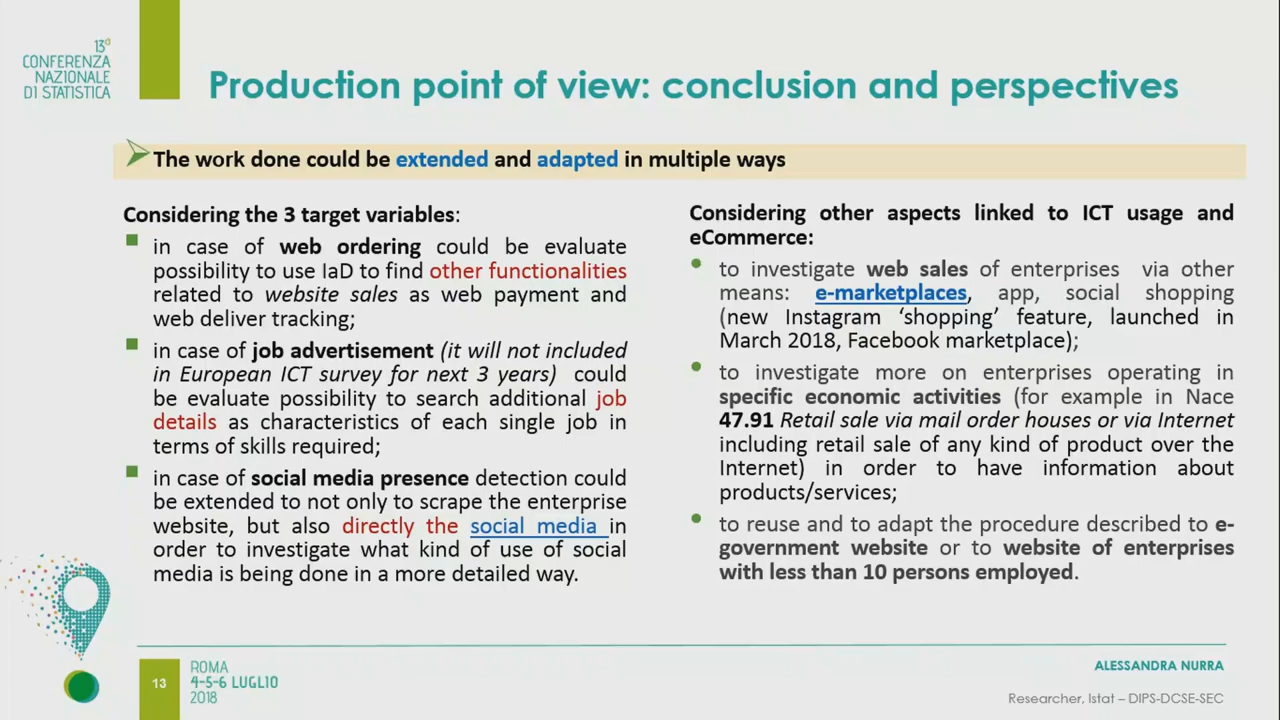 13ª
CONFERENZA
NAZIONALE
DI STATISTICA
Production point of view: conclusion and perspectives
The work done could be extended and adapted in multiple ways
Considering the 3 target variables:
in case of web ordering could be evaluate
possibility to use IaD to find other functionalities
related to website sales as web payment and
web deliver tracking;
in case of job advertisement (it will not included
in European ICT survey for next 3 years) could
be evaluate possibility to search additional job
details as characteristics of each single job in
terms of skills required;
in case of social media presence detection could
be extended to not only to scrape the enterprise
website, but also directly the social media in
order to investigate what kind of use of social
media is being done in a more detailed way.
Considering other aspects linked to ICT usage and
eCommerce:
to investigate web sales of enterprises via other
means: e-marketplaces, app, social shopping
(new Instagram ‘shopping’ feature, launched in
March 2018, Facebook marketplace);
to investigate more on enterprises operating in
specific economic activities (for example in Nace
47.91 Retail sale via mail order houses or via Internet
including retail sale of any kind of product over the
Internet) in order to have information about
products/services;
to reuse and to adapt the procedure described to e-
government website or to website of enterprises
with less than 10 persons employed.
13
ROMA
4-5-6 LUGLIO
2018
ALESSANDRA NURRA
Researcher, Istat – DIPS-DCSE-SEC